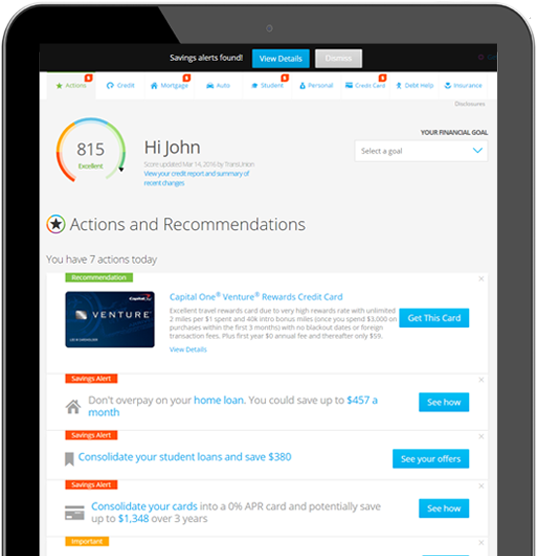 Savings alerts found! View Details Dismiss
Actions Credit Mortgage Auto Student Personal Credit Card Debt Help Insurance
Disclosures
815
Excellent
Hi John
Score updated Mar 14, 2016 by TransUnion
View your credit report and summary of
recent changes
YOUR FINANCIAL GOAL
Select a goal
Actions and Recommendations
You have 7 actions today
Recommendation
Capital One
VENTURE®
Capital One® Venture® Rewards Credit Card
Excellent travel rewards card due to very high rewards rate with unlimited
2 miles per $1 spent and 40k intro bonus miles (once you spend $3,000 on
purchases within the first 3 months) with no blackout dates or foreign
transaction fees. Plus first year $0 annual fee and thereafter only $59.
View Details
Get This Card
Savings Alert
Don't overpay on your home loan. You could save up to $457 a
month
See how
Savings Alert
Consolidate your student loans and save $380
See your offers
Savings Alert
Consolidate your cards into a 0% APR card and potentially save
up to $1,348 over 3 years
See how
Important